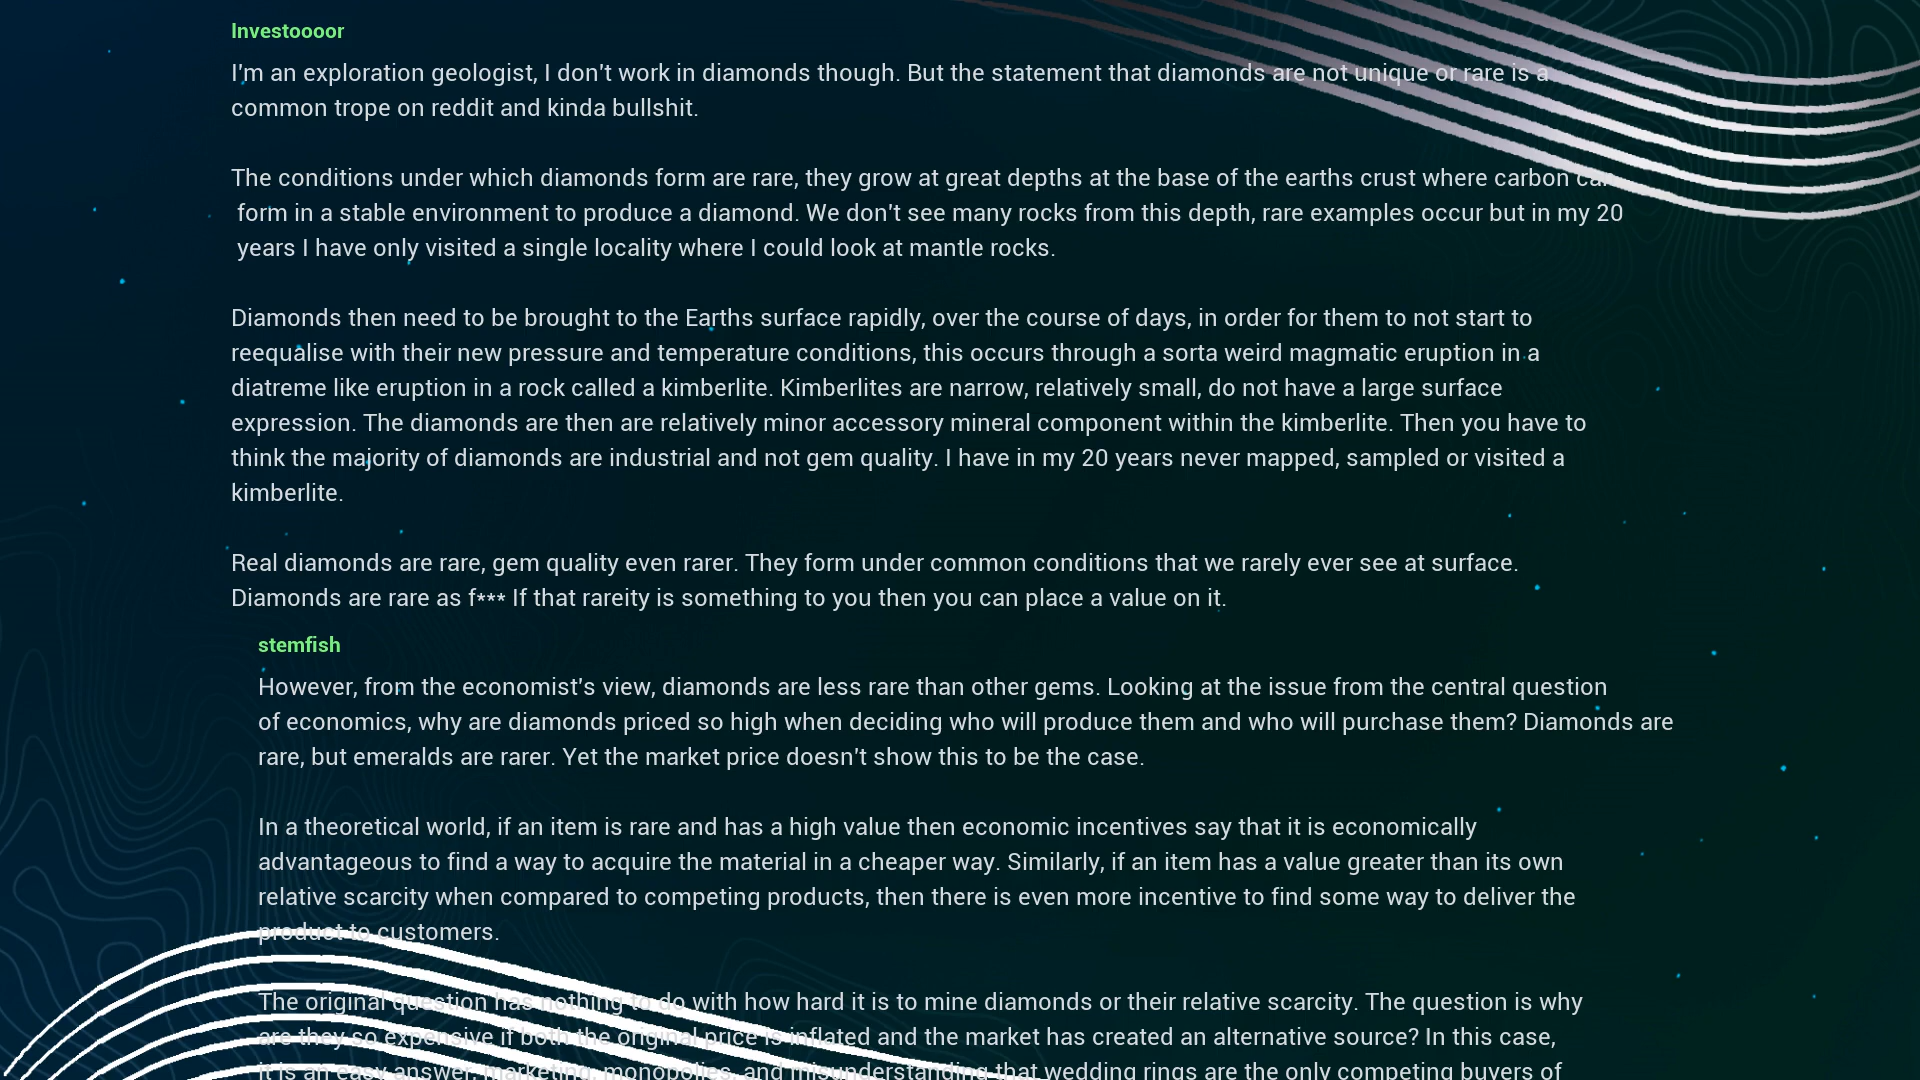 Investoooor
I'm an exploration geologist, I don't work in diamonds though. But the statement that diamonds are not unique or rare is a
common trope on reddit and kinda bullshit.
The conditions under which diamonds form are rare, they grow at great depths at the base of the earths crust where carbon can
form in a stable environment to produce a diamond. We don't see many rocks from this depth, rare examples occur but in my 20
years I have only visited a single locality where I could look at mantle rocks.
Diamonds then need to be brought to the Earths surface rapidly, over the course of days, in order for them to not start to
reequalise with their new pressure and temperature conditions, this occurs through a sorta weird magmatic eruption in a
diatreme like eruption in a rock called a kimberlite. Kimberlites are narrow, relatively small, do not have a large surface
expression. The diamonds are then are relatively minor accessory mineral component within the kimberlite. Then you have to
think the majority of diamonds are industrial and not gem quality. I have in my 20 years never mapped, sampled or visited a
kimberlite.
Real diamonds are rare, gem quality even rarer. They form under common conditions that we rarely ever see at surface.
Diamonds are rare as f*** If that rareity is something to you then you can place a value on it.
stemfish
However, from the economist's view, diamonds are less rare than other gems. Looking at the issue from the central question
of economics, why are diamonds priced so high when deciding who will produce them and who will purchase them? Diamonds are
rare, but emeralds are rarer. Yet the market price doesn't show this to be the case.
In a theoretical world, if an item is rare and has a high value then economic incentives say that it is economically
advantageous to find a way to acquire the material in a cheaper way. Similarly, if an item has a value greater than its own
relative scarcity when compared to competing products, then there is even more incentive to find some way to deliver the
product to customers.
The original question has nothing to do with how hard it is to mine diamonds or their relative scarcity. The question is why
are they so expensive if both the original price is inflated and the market has created an alternative source? In this case,
it is an easy answer, marketing, monopolies, and misunderstanding that wedding rings are the only competing buyers of